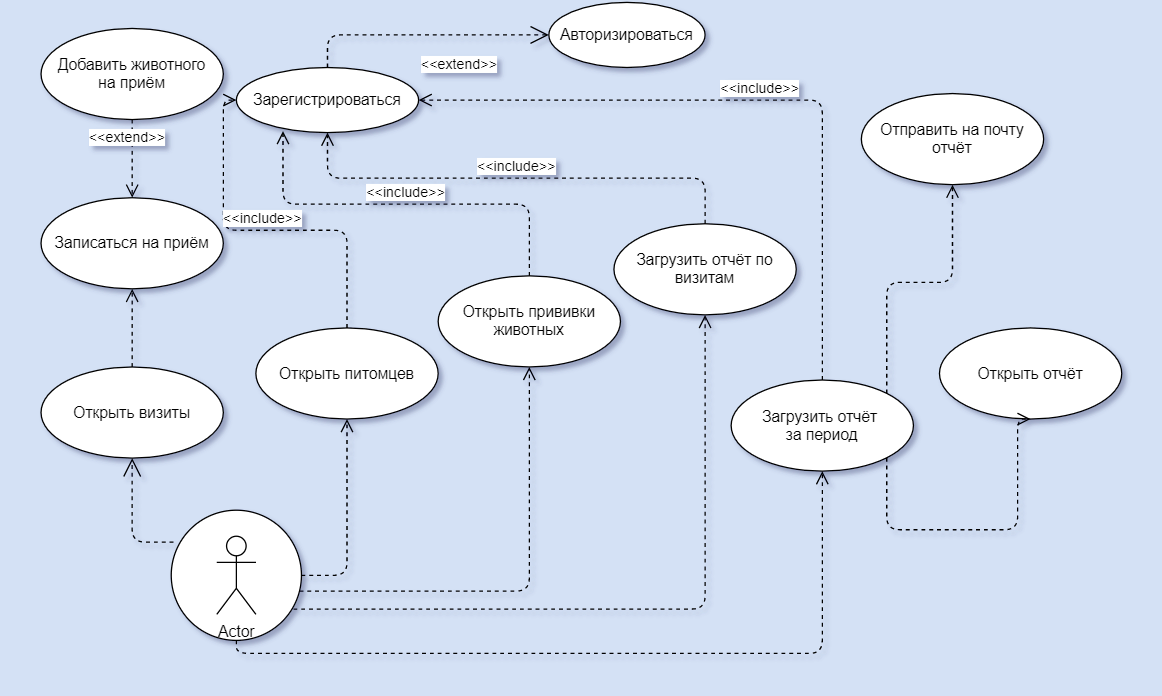 Авторизироваться
Добавить животного
на приём
<<extend>>
Зарегистрироваться
<<include>>
<<extend>>
Отправить на почту
отчёт
<<include>>
<<include>>
<<include>>
Записаться на приём
Загрузить отчёт по
визитам
Открыть прививки
животных
Открыть питомцев
Открыть отчёт
Открыть визиты
Загрузить отчёт
за период
Actor